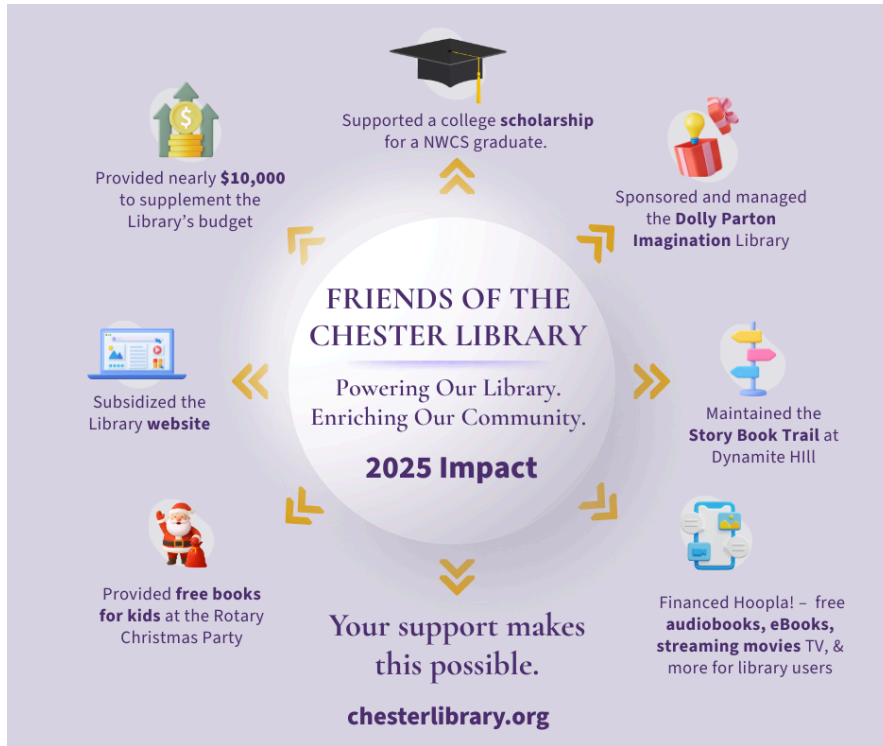 Supported a college scholarship
for a NWCS graduate.
$
Provided nearly $10,000
to supplement the
Library's budget
Sponsored and managed
the Dolly Parton
Imagination Library
FRIENDS OF THE
CHESTER LIBRARY
Powering Our Library.
Enriching Our Community.
2025 Impact
Subsidized the
Library website
Maintained the
Story Book Trail at
Dynamite HIll
Provided free books
for kids at the Rotary
Christmas Party
Financed Hoopla! – free
audiobooks, eBooks,
streaming movies TV, &
more for library users
Your support makes
this possible.
chesterlibrary.org